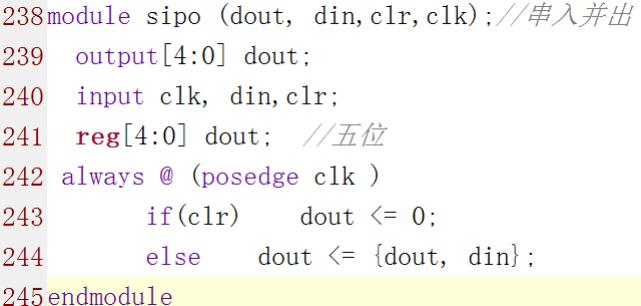 238module sipo (dout, din,clr,clk);//串入并出
239  output[4:0] dout;
240  input clk, din,clr;
241  reg[4:0] dout;  //五位
242 always @ (posedge clk )
243       if(clr)    dout <= 0;
244       else    dout <= {dout, din};
245endmodule